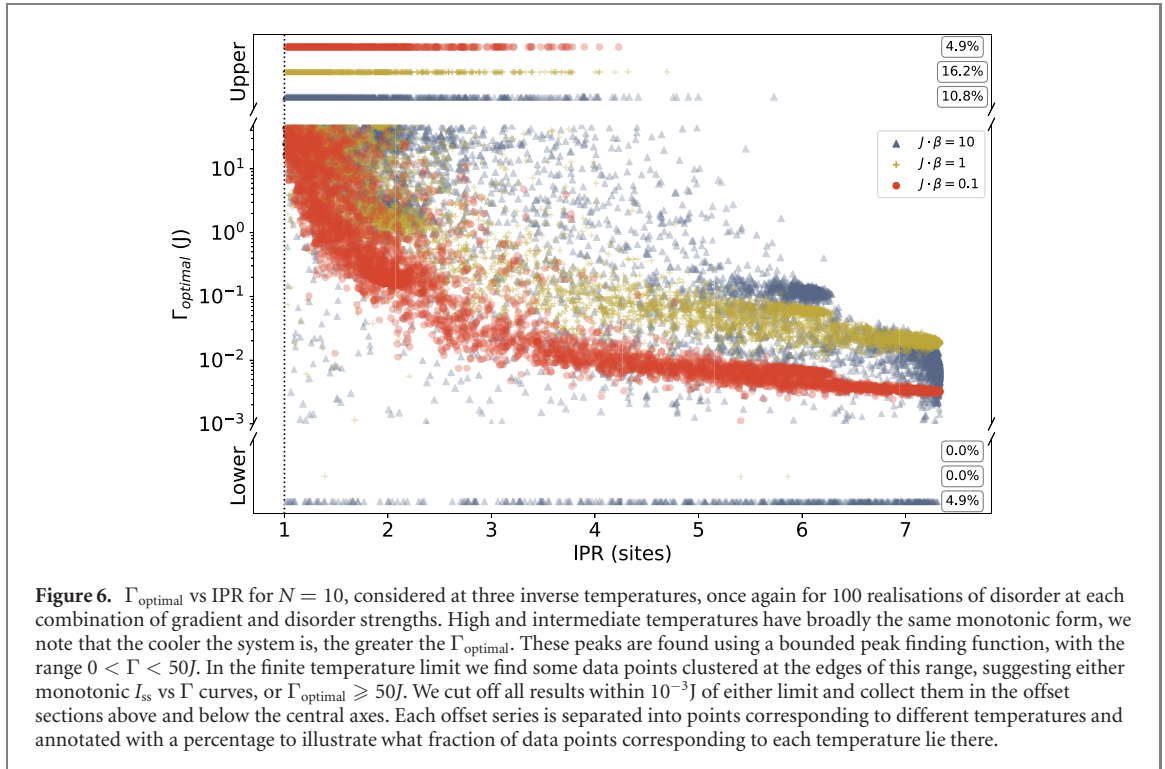 Upper
4.9%
16.2%
10.8%
J · β = 10
J · β = 1
J · β = 0.1
10¹
10⁰
10⁻¹
10⁻²
10⁻³
Γoptimal (J)
Lower
0.0%
0.0%
4.9%
1 2 3 4 5 6 7
IPR (sites)
Figure 6. Γoptimal vs IPR for N = 10, considered at three inverse temperatures, once again for 100 realisations of disorder at each
combination of gradient and disorder strengths. High and intermediate temperatures have broadly the same monotonic form, we
note that the cooler the system is, the greater the Γoptimal. These peaks are found using a bounded peak finding function, with the
range 0 < Γ < 50J. In the finite temperature limit we find some data points clustered at the edges of this range, suggesting either
monotonic Iss vs Γ curves, or Γoptimal ⩾ 50J. We cut off all results within 10⁻³J of either limit and collect them in the offset
sections above and below the central axes. Each offset series is separated into points corresponding to different temperatures and
annotated with a percentage to illustrate what fraction of data points corresponding to each temperature lie there.